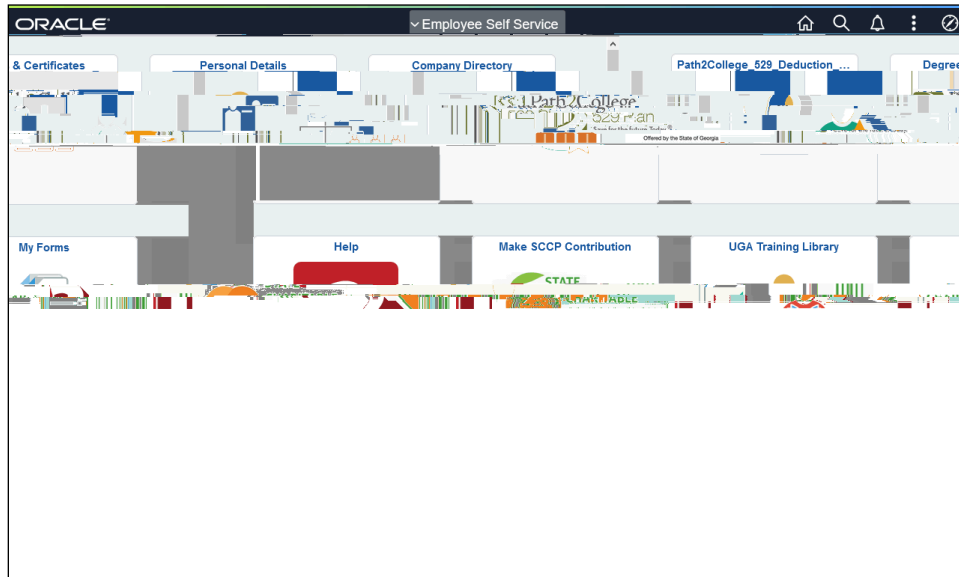 ORACLE
Employee Self Service
& Certificates
Personal Details
Company Directory
Path2College_529_Deduction_...
Degree
Path2College
529 Plan
Offered by the State of Georgia
My Forms
Help
Make SCCP Contribution
UGA Training Library
STATE